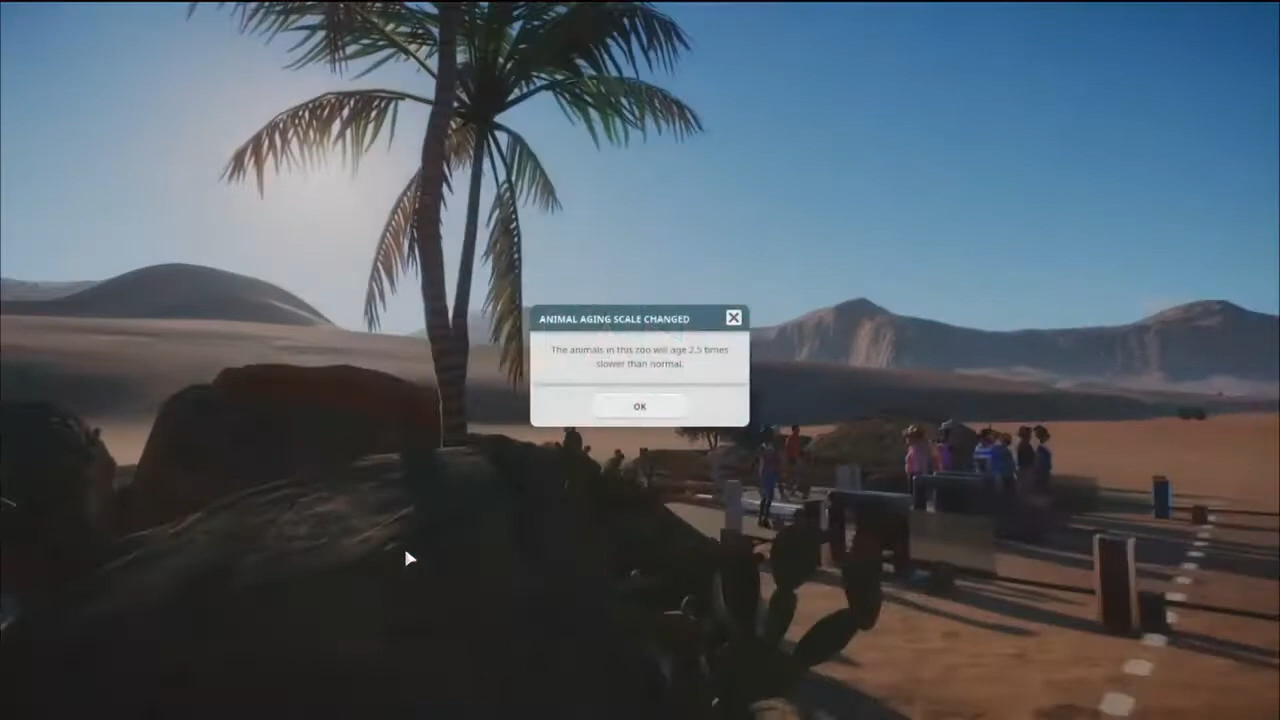 ANIMAL AGING SCALE CHANGED
The animals in this zoo will age 2.5 times
slower than normal.
OK